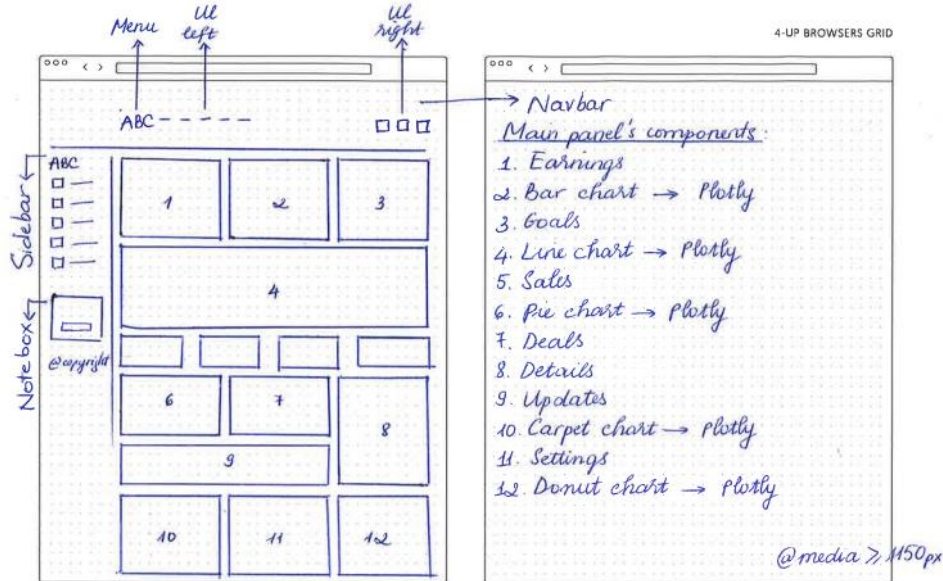 4-UP BROWSERS GRID
Menu
UL left
UL right
ABC
Navbar
Sidebar
ABC
Note box
@copyright
1
2
3
4
6
7
8
9
10
11
12
Main panel's components:
1. Earnings
2. Bar chart → Plotly
3. Goals
4. Line chart → Plotly
5. Sales
6. Pie chart → Plotly
7. Deals
8. Details
9. Updates
10. Carpet chart → Plotly
11. Settings
12. Donut chart → Plotly
@media ≥ 1150px